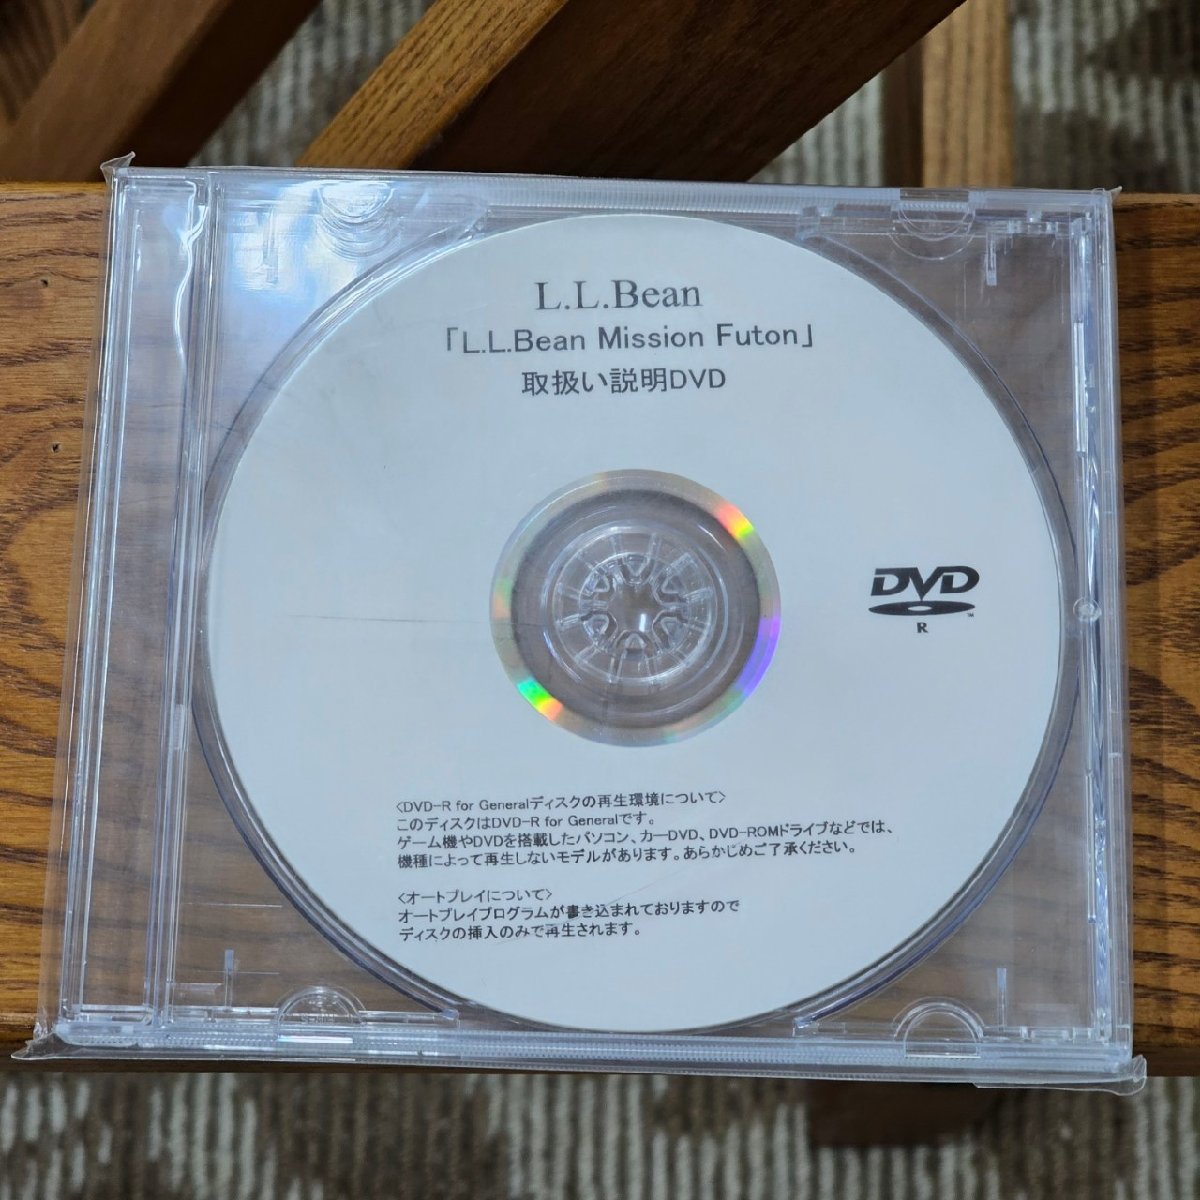 L.L.Bean
「L.L.Bean Mission Futon」
取扱い説明DVD
DVD
™
R
<DVD-R for Generalディスクの再生環境について>
このディスクはDVD-R for Generalです。
ゲーム機やDVDを搭載したパソコン、カーDVD、DVD-ROMドライブなどでは、
機種によって再生しないモデルがあります。あらかじめご了承ください。
<オートプレイについて>
オートプレイプログラムが書き込まれておりますので
ディスクの挿入のみで再生されます。